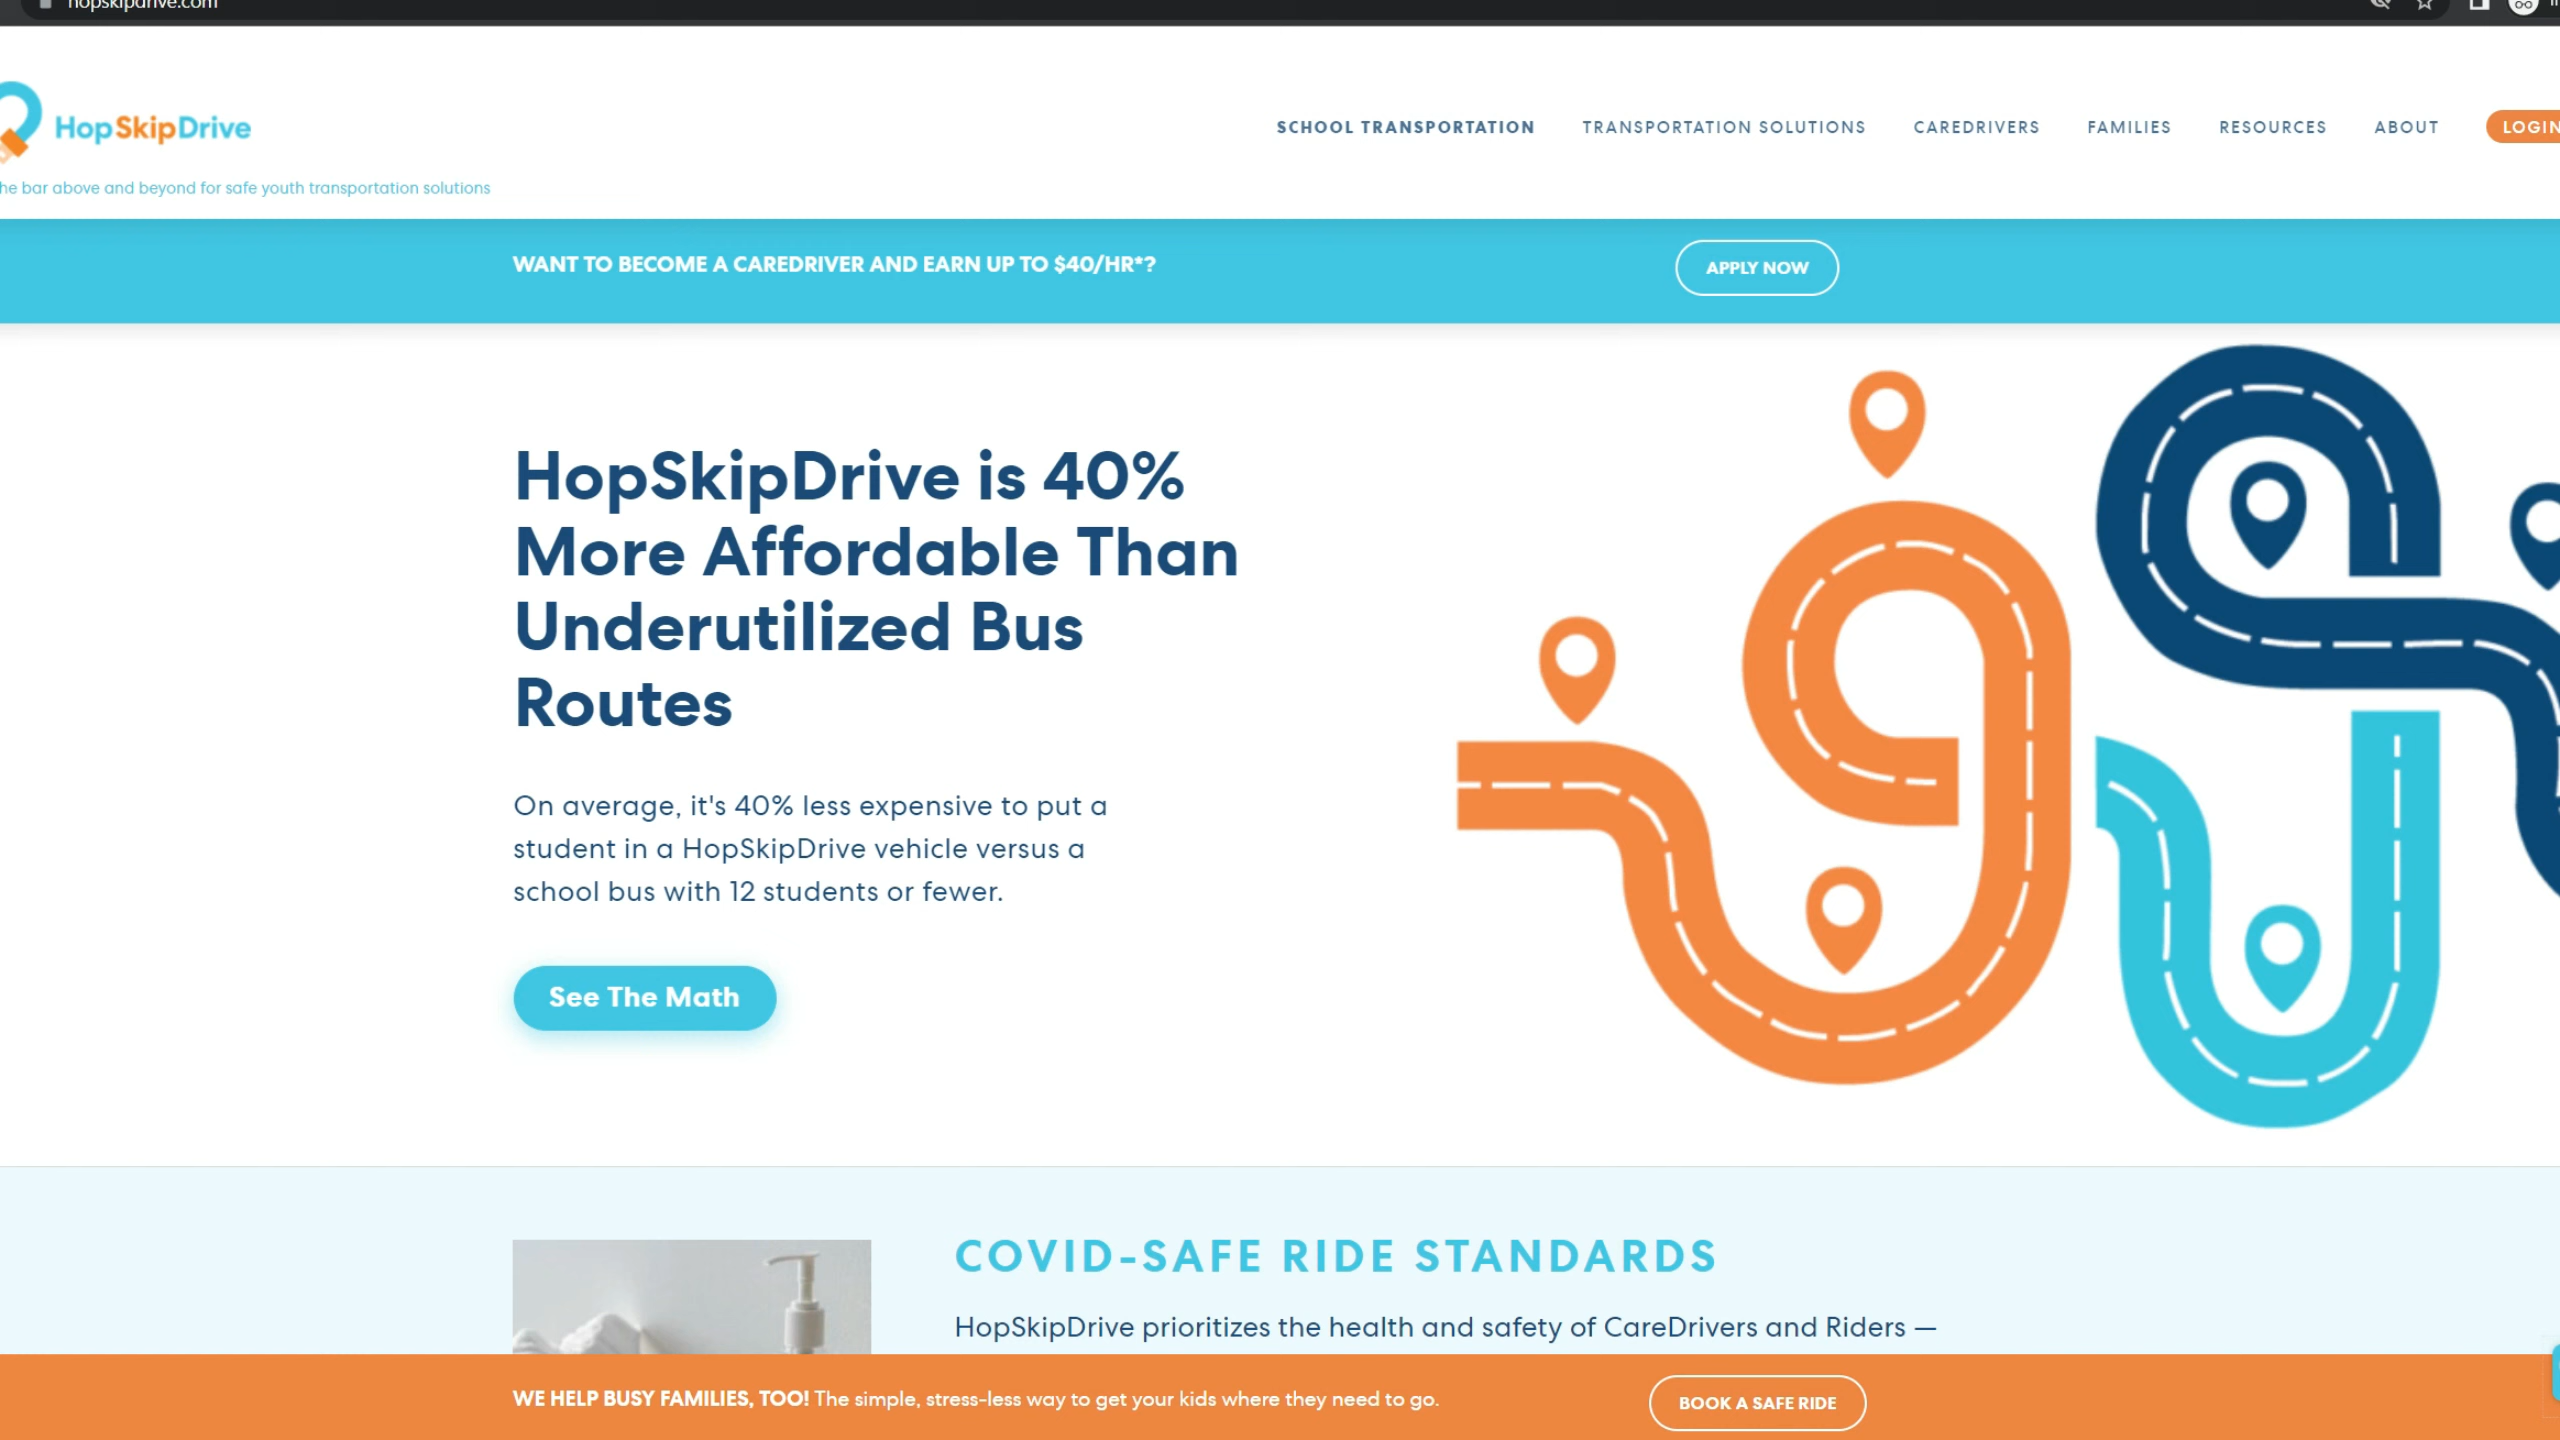 hopskipdrive.com
HopSkipDrive
SCHOOL TRANSPORTATION TRANSPORTATION SOLUTIONS CAREDRIVERS FAMILIES RESOURCES ABOUT LOGIN
he bar above and beyond for safe youth transportation solutions
WANT TO BECOME A CAREDRIVER AND EARN UP TO $40/HR*?
APPLY NOW
HopSkipDrive is 40%
More Affordable Than
Underutilized Bus
Routes
On average, it's 40% less expensive to put a
student in a HopSkipDrive vehicle versus a
school bus with 12 students or fewer.
See The Math
COVID-SAFE RIDE STANDARDS
HopSkipDrive prioritizes the health and safety of CareDrivers and Riders —
WE HELP BUSY FAMILIES, TOO! The simple, stress-less way to get your kids where they need to go.
BOOK A SAFE RIDE